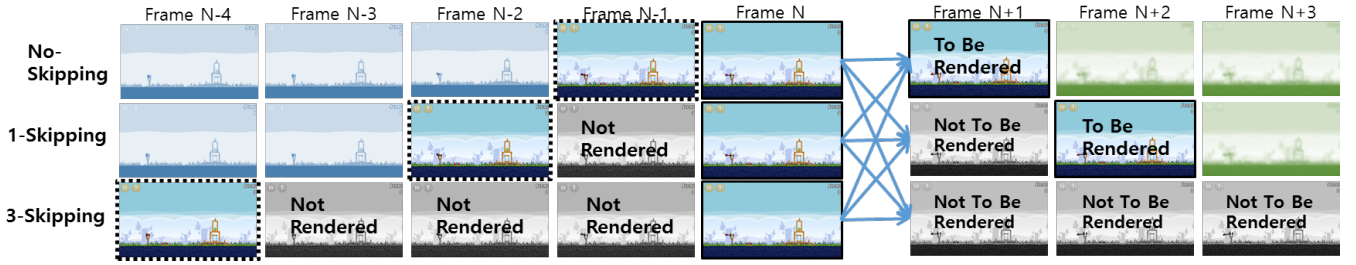 Frame N-4 Frame N-3 Frame N-2 Frame N-1 Frame N Frame N+1 Frame N+2 Frame N+3
No-
Skipping
To Be
Rendered
1-Skipping
Not
Rendered
Not To Be
Rendered
To Be
Rendered
3-Skipping
Not
Rendered
Not
Rendered
Not
Rendered
Not To Be
Rendered
Not To Be
Rendered
Not To Be
Rendered